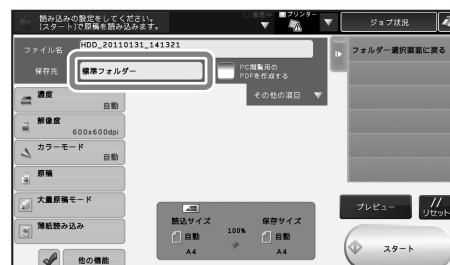 読み込みの設定をしてください。
[スタート]で原稿を読み込みます。
プリンター
ジョブ状況
ファイル名
HDD_20110131_141321
保存先
標準フォルダー
PC閲覧用の
PDFを作成する
その他の項目
フォルダー選択画面に戻る
濃度
自動
解像度
600x600dpi
カラーモード
自動
原稿
大量原稿モード
薄紙読み込み
他の機能
読込サイズ
自動
A4
100%
保存サイズ
自動
A4
プレビュー
リセット
スタート